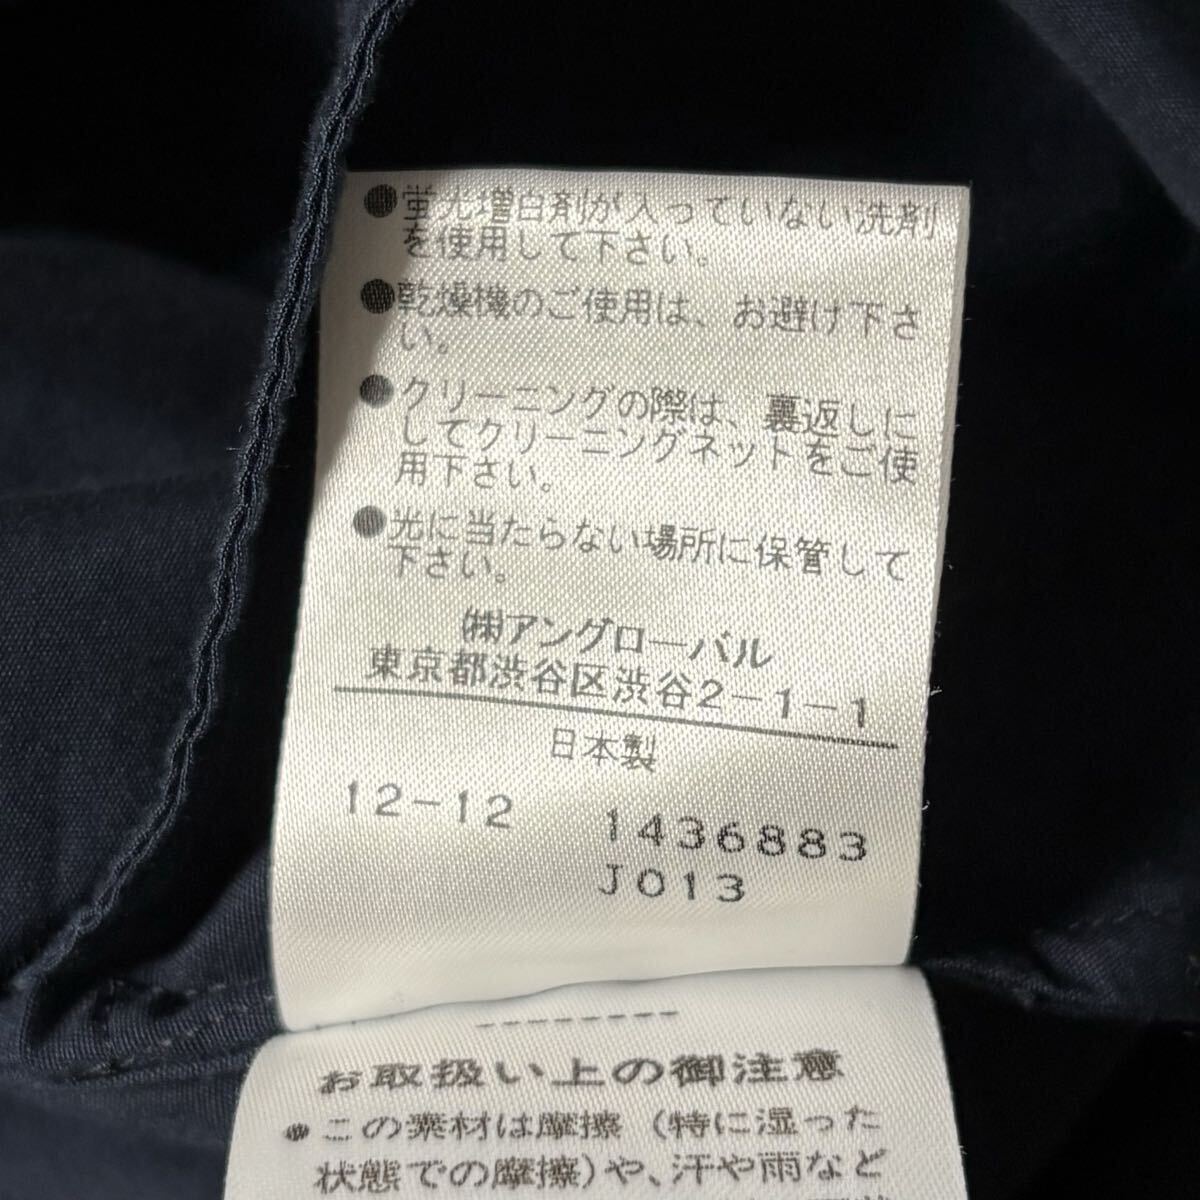 ●蛍光増白剤が入っていない洗剤
を使用して下さい。
●乾燥機のご使用は、お避け下さ
い。
●クリーニングの際は、裏返しに
してクリーニングネットをご使
用下さい。
●光に当たらない場所に保管して
下さい。
㈱アングローバル
東京都渋谷区渋谷2-1-1
日本製
12-12
1436883
J013
--------
お取扱い上の御注意
●この素材は摩擦（特に湿った
状態での摩擦)や、汗や雨など